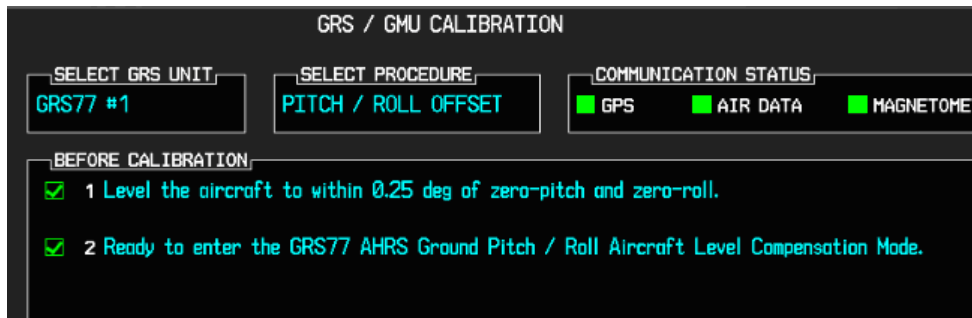 GRS / GMU CALIBRATION
SELECT GRS UNIT
SELECT PROCEDURE
COMMUNICATION STATUS
GRS77 #1
PITCH / ROLL OFFSET
GPS
AIR DATA
MAGNETOME
BEFORE CALIBRATION
1 Level the aircraft to within 0.25 deg of zero-pitch and zero-roll.
2 Ready to enter the GRS77 AHRS Ground Pitch / Roll Aircraft Level Compensation Mode.